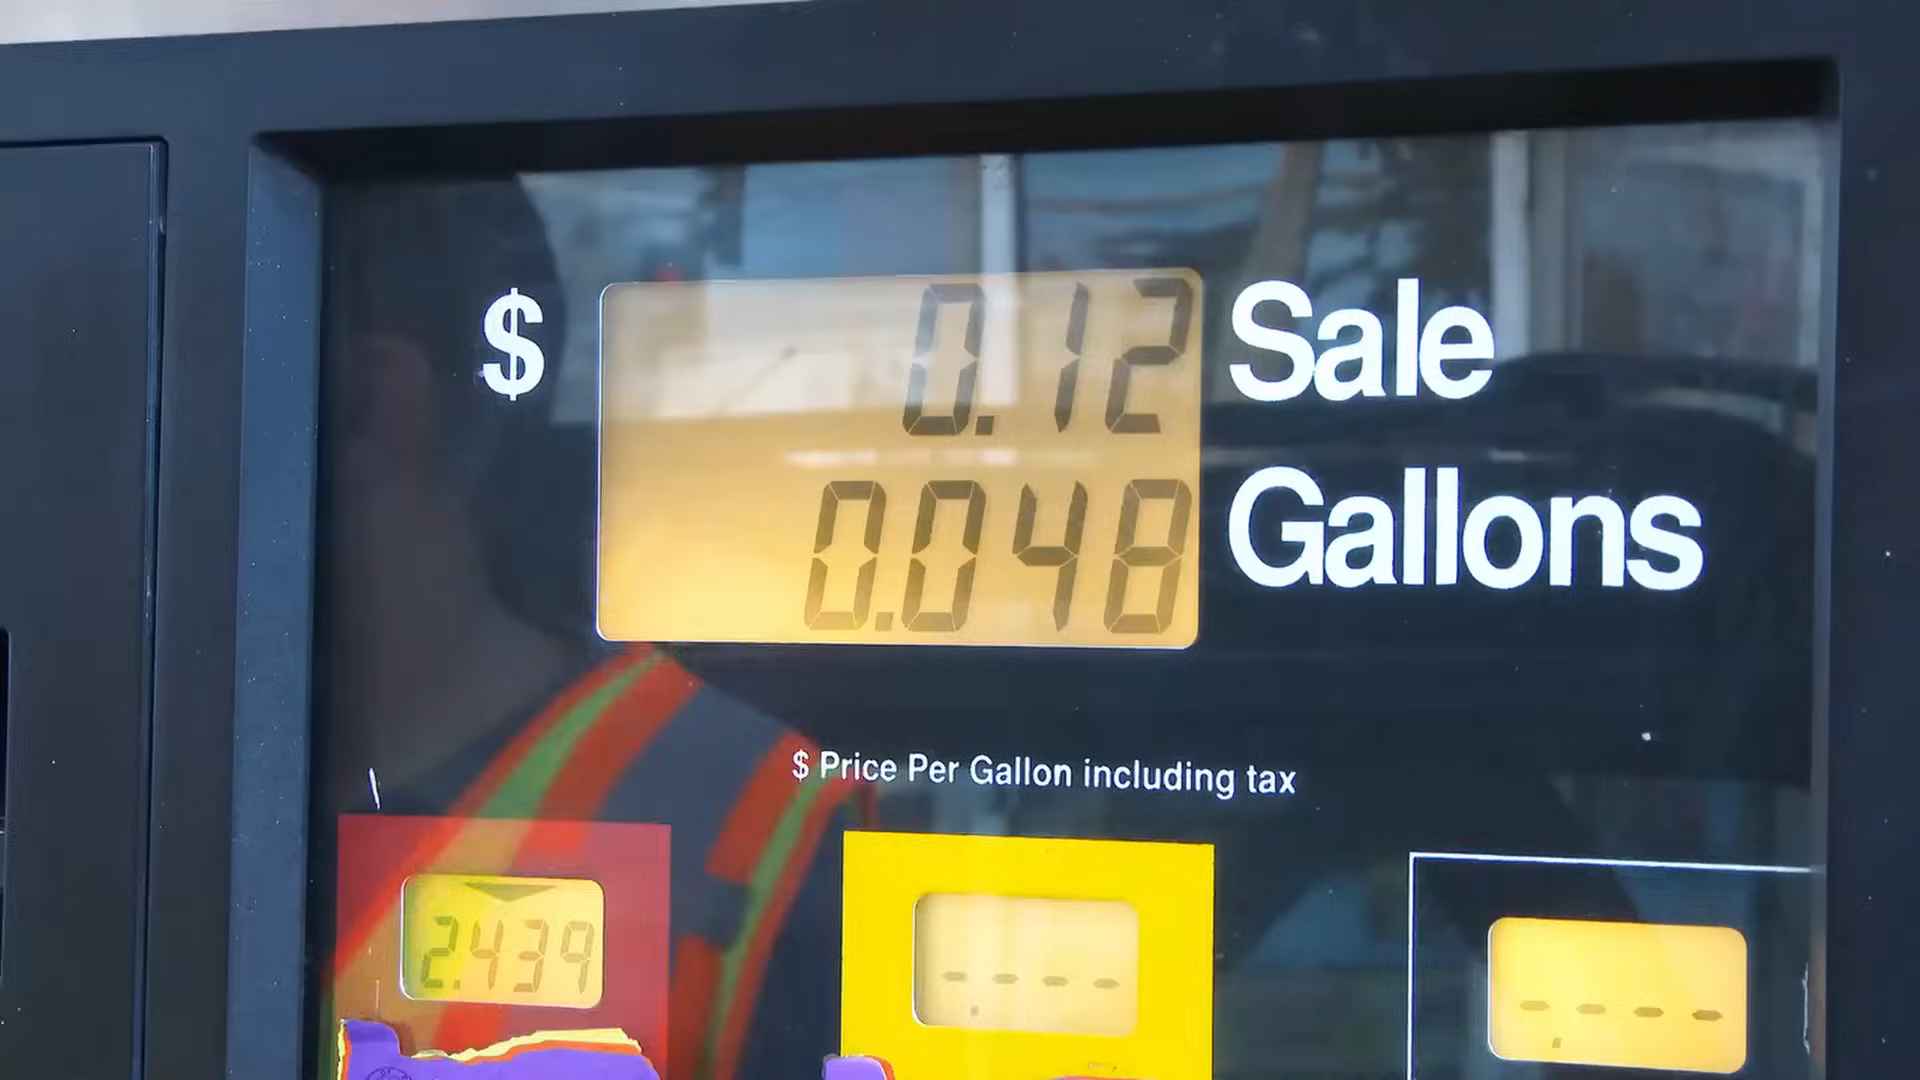 $ 0.12 Sale
0.048 Gallons
$ Price Per Gallon including tax
2.439 -.--- -.---